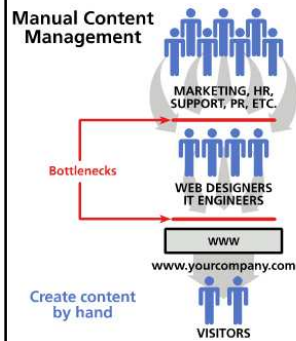 Manual Content
Management
MARKETING, HR,
SUPPORT, PR, ETC.
Bottlenecks
WEB DESIGNERS
IT ENGINEERS
www
www.yourcompany.com
Create content
by hand
VISITORS